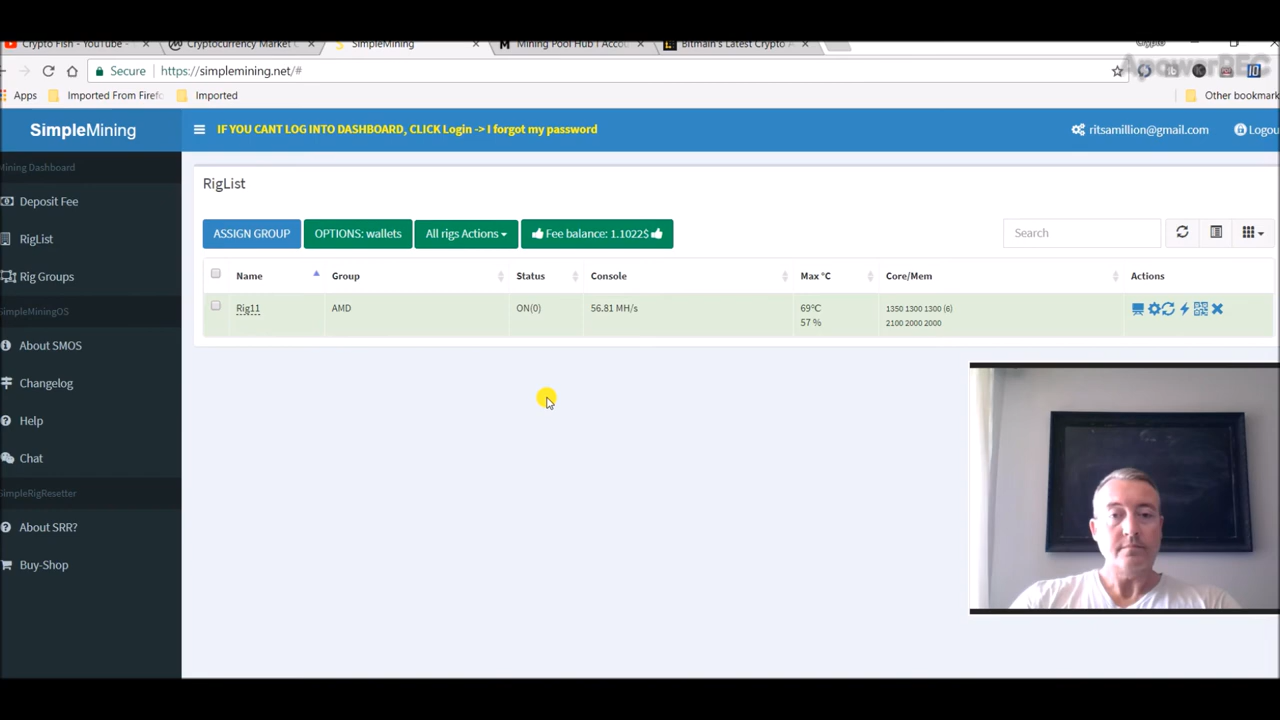 Crypto Fish - YouTube -
Cryptocurrency Market C
SimpleMining
Mining Pool Hub | Accou
Bitmain's Latest Crypto A
Secure
https://simplemining.net/#
ApowerREC
Apps
Imported From Firefo
Imported
Other bookmark
SimpleMining
IF YOU CANT LOG INTO DASHBOARD, CLICK Login -> I forgot my password
ritsamillion@gmail.com
Logou
Mining Dashboard
RigList
Deposit Fee
ASSIGN GROUP
OPTIONS: wallets
All rigs Actions
Fee balance: 1.1022$
Search
RigList
Rig Groups
Name
Group
Status
Console
Max °C
Core/Mem
Actions
Rig11
AMD
ON(0)
56.81 MH/s
69°C
57 %
1350 1300 1300 (6)
2100 2000 2000
SimpleMiningOS
About SMOS
Changelog
Help
Chat
SimpleRigResetter
About SRR?
Buy-Shop